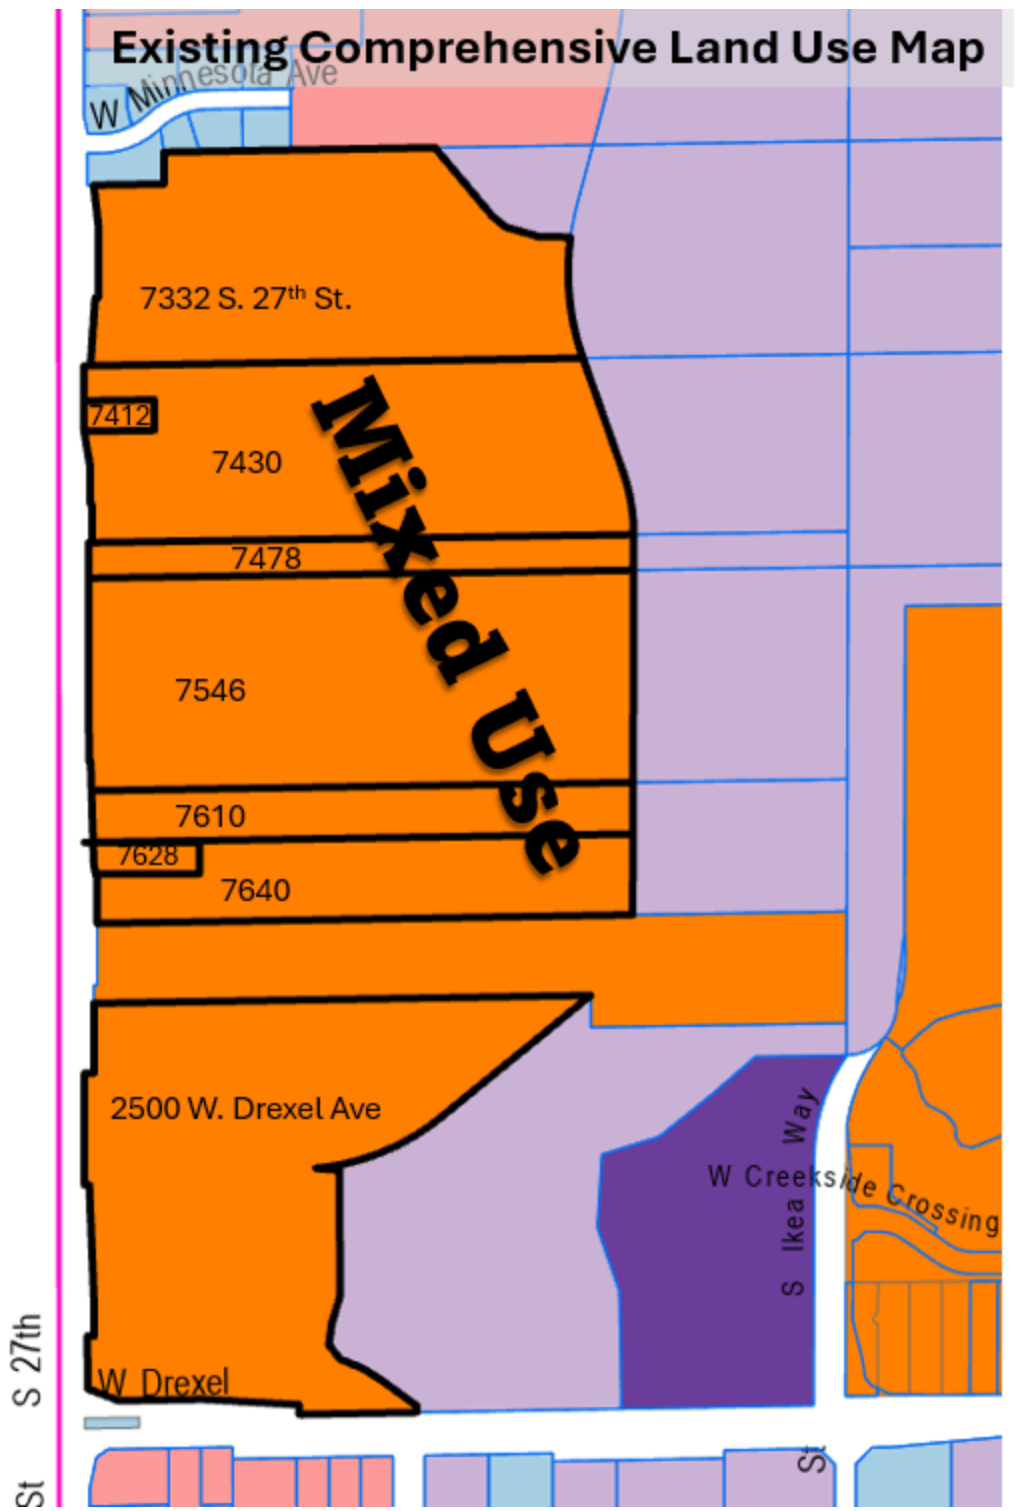 Existing Comprehensive Land Use Map
W Minnesota Ave
7332 S. 27th St.
7412
7430
7478
Mixed Use
7546
7610
7628
7640
2500 W. Drexel Ave
S Ikea Way
W Creekside Crossing
S 27th St
W Drexel
St